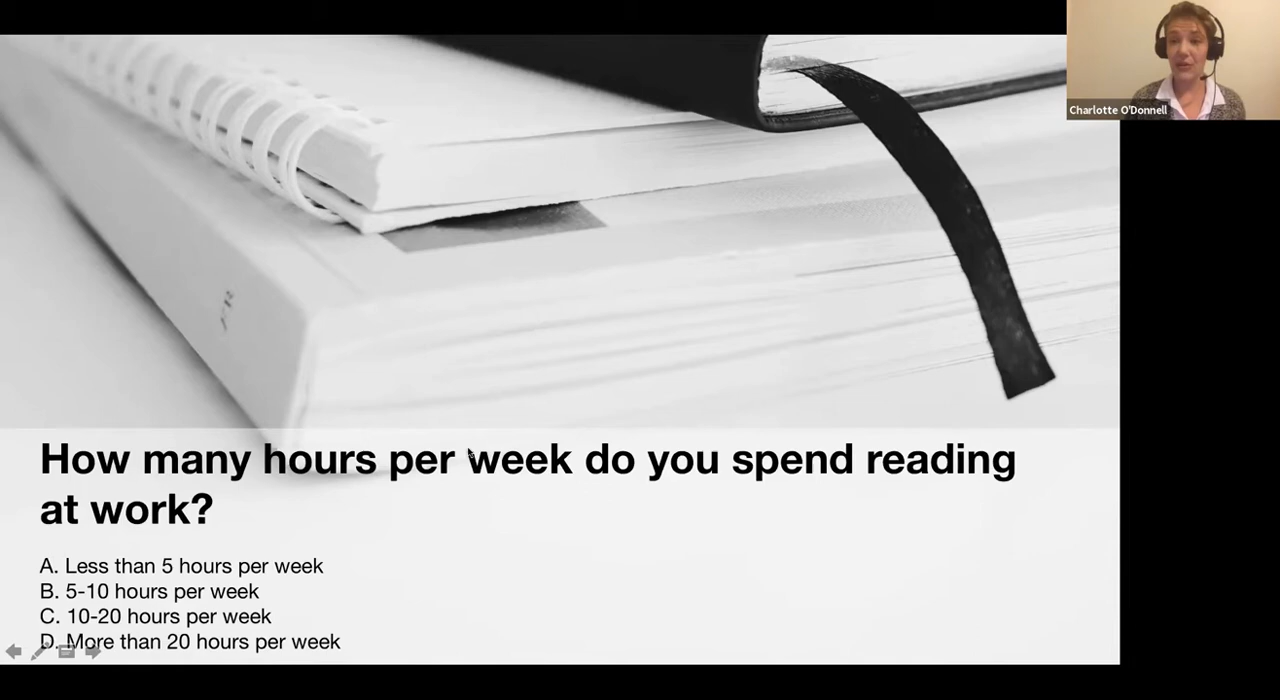 Charlotte O'Donnell
How many hours per week do you spend reading
at work?
A. Less than 5 hours per week
B. 5-10 hours per week
C. 10-20 hours per week
D. More than 20 hours per week